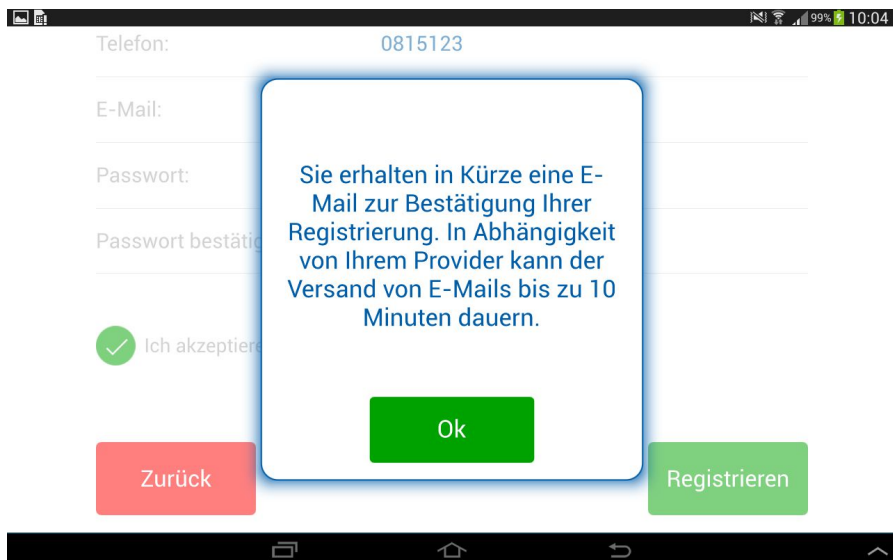 99% 10:04
Telefon: 0815123
E-Mail:
Passwort:
Passwort bestätig
Sie erhalten in Kürze eine E-
Mail zur Bestätigung Ihrer
Registrierung. In Abhängigkeit
von Ihrem Provider kann der
Versand von E-Mails bis zu 10
Minuten dauern.
Ich akzeptiere
Ok
Zurück
Registrieren